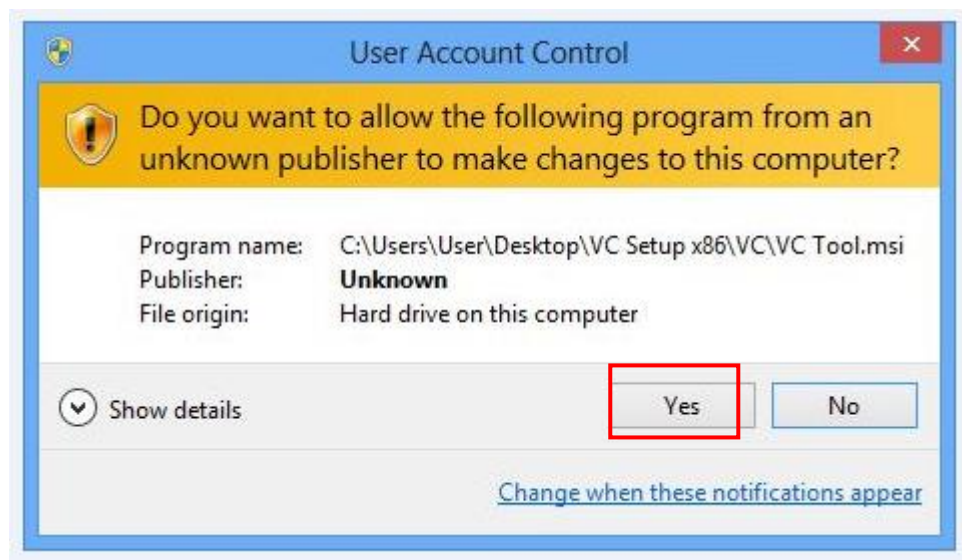 User Account Control
Do you want to allow the following program from an
unknown publisher to make changes to this computer?
Program name: C:\Users\User\Desktop\VC Setup x86\VC\VC Tool.msi
Publisher: Unknown
File origin: Hard drive on this computer
Show details Yes No
Change when these notifications appear